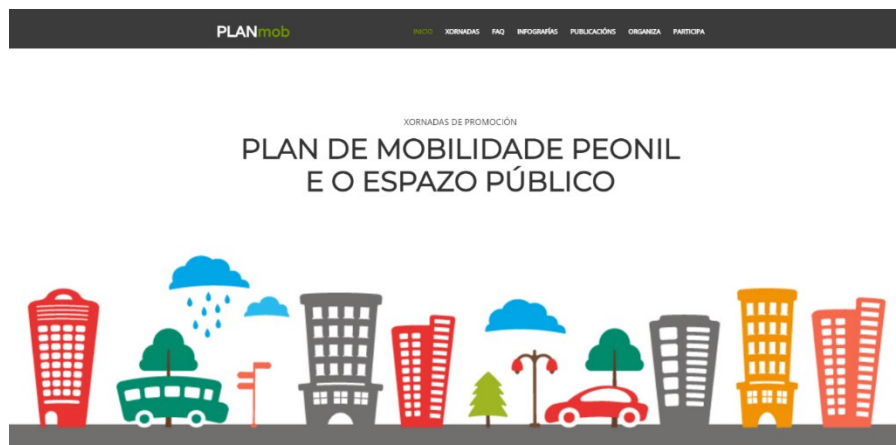 PLANmob
INICIO XORNADAS FAQ INFOGRAFÍAS PUBLICACIÓNS ORGANIZA PARTICIPA
XORNADAS DE PROMOCIÓN
PLAN DE MOBILIDADE PEONIL
E O ESPAZO PÚBLICO